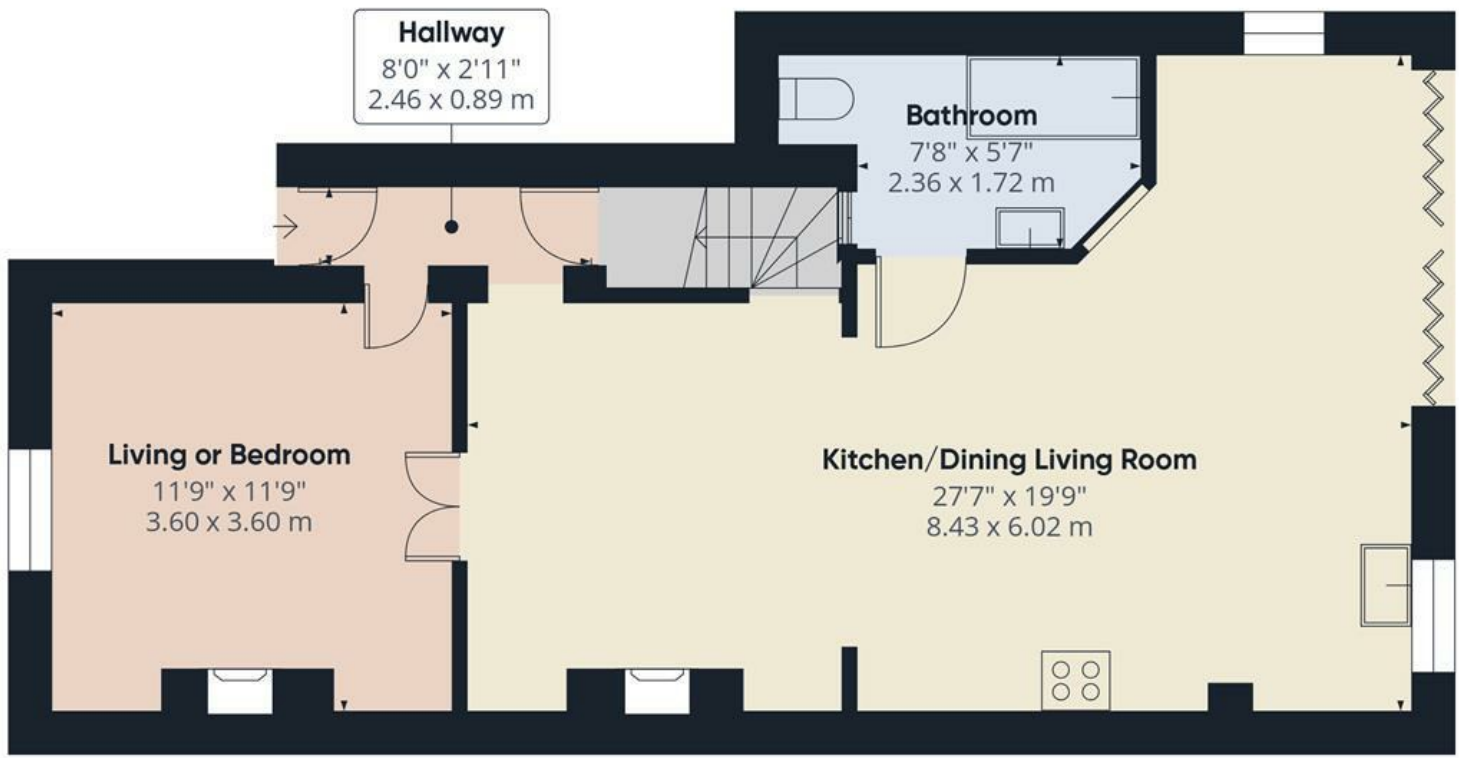 Hallway
8'0" x 2'11"
2.46 x 0.89 m
Bathroom
7'8" x 5'7"
2.36 x 1.72 m
Living or Bedroom
11'9" x 11'9"
3.60 x 3.60 m
Kitchen/Dining Living Room
27'7" x 19'9"
8.43 x 6.02 m